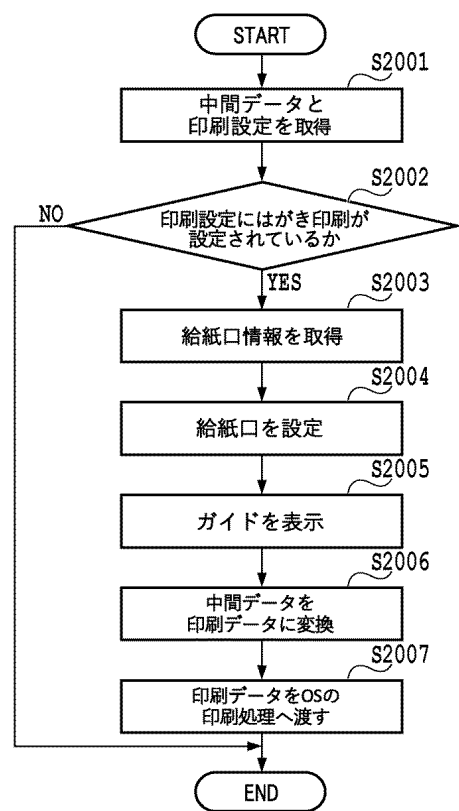 START
S2001
中間データと
印刷設定を取得
S2002
印刷設定にはがき印刷が
設定されているか
NO
YES
S2003
給紙口情報を取得
S2004
給紙口を設定
S2005
ガイドを表示
S2006
中間データを
印刷データに変換
S2007
印刷データをOSの
印刷処理へ渡す
END